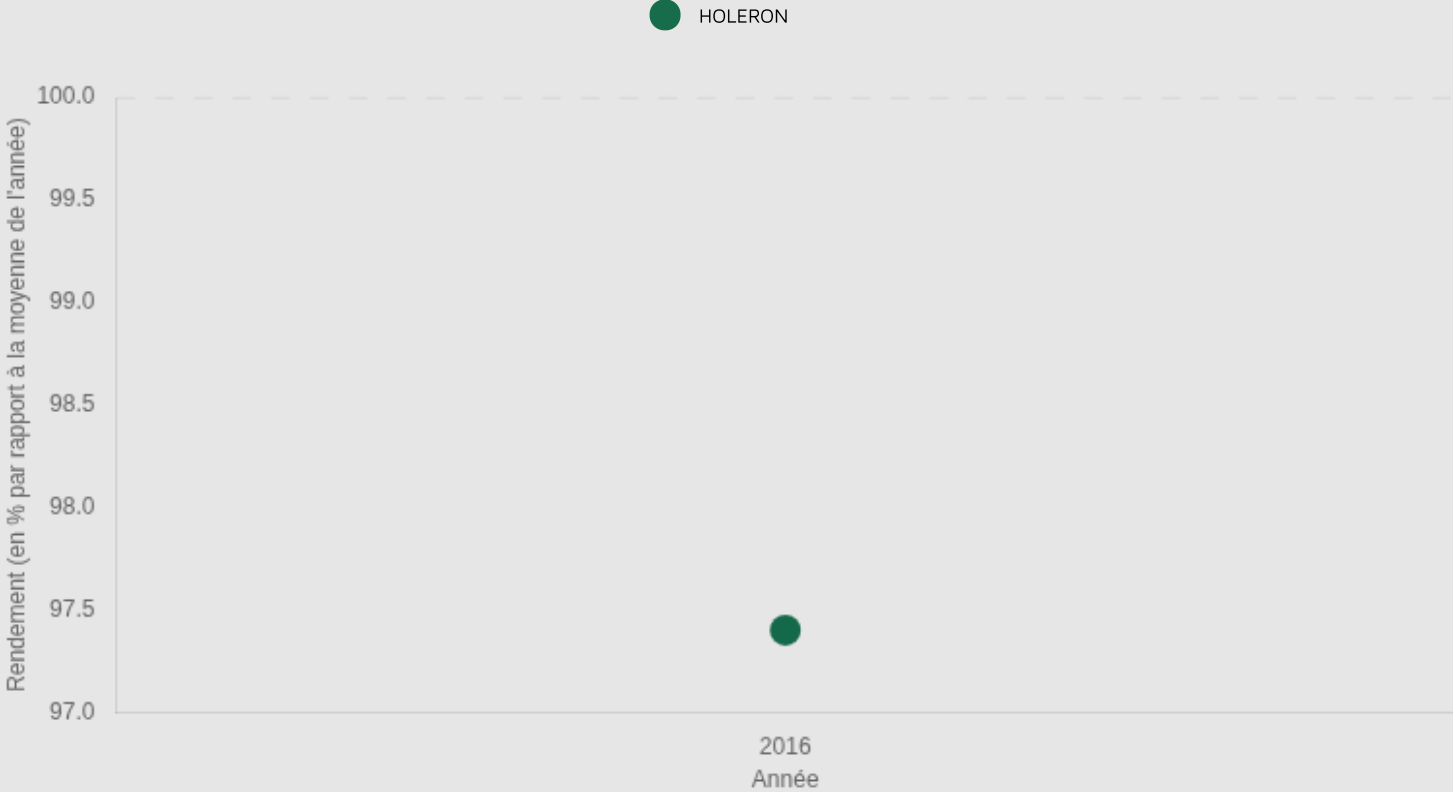 HOLERON
100.0
99.5
99.0
98.5
98.0
97.5
97.0
Rendement (en % par rapport à la moyenne de l'année)
2016
Année